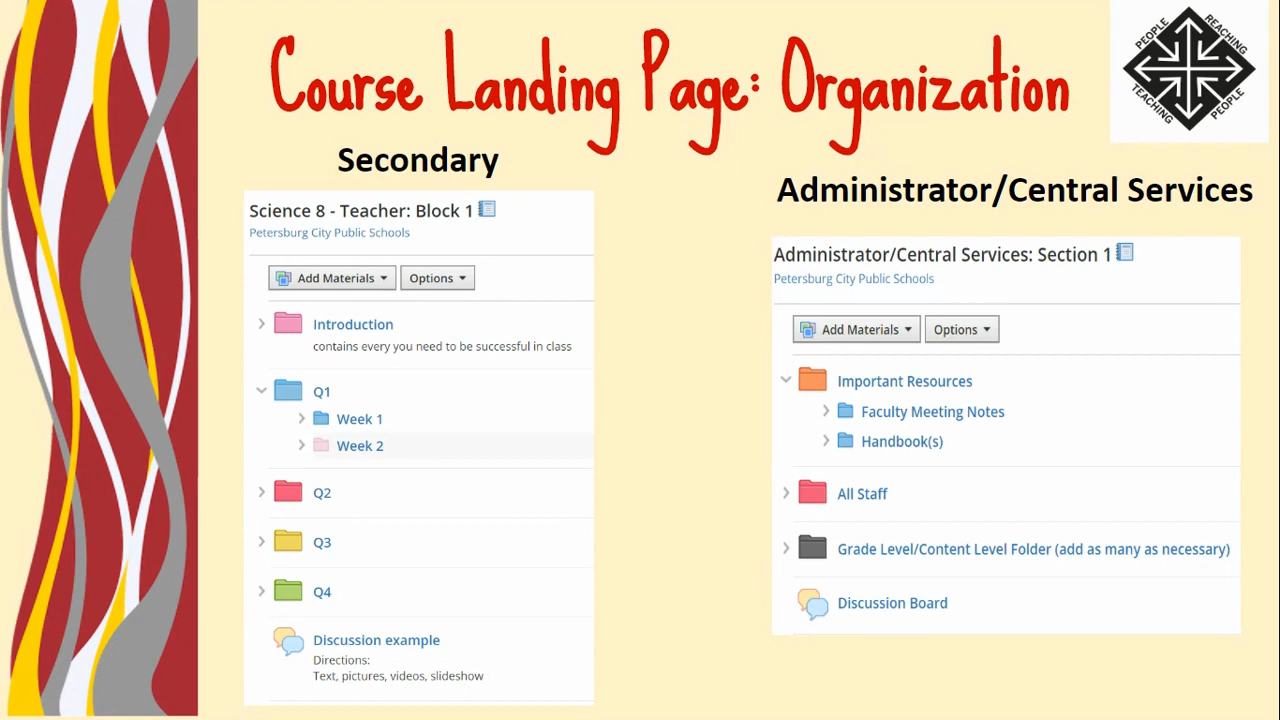 Course Landing Page: Organization
PEOPLE REACHING
TEACHING PEOPLE
Secondary
Science 8 - Teacher: Block 1
Petersburg City Public Schools
Add Materials Options
Introduction
contains every you need to be successful in class
Q1
Week 1
Week 2
Q2
Q3
Q4
Discussion example
Directions:
Text, pictures, videos, slideshow
Administrator/Central Services
Administrator/Central Services: Section 1
Petersburg City Public Schools
Add Materials Options
Important Resources
Faculty Meeting Notes
Handbook(s)
All Staff
Grade Level/Content Level Folder (add as many as necessary)
Discussion Board